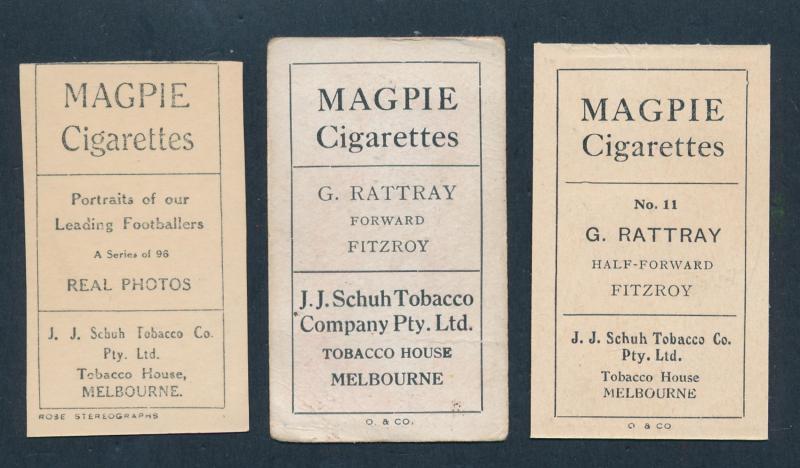 MAGPIE
Cigarettes
Portraits of our
Leading Footballers
A Series of 96
REAL PHOTOS
J. J. Schuh Tobacco Co.
Pty. Ltd.
Tobacco House,
MELBOURNE.
ROSE STEREOGRAPHS
MAGPIE
Cigarettes
G. RATTRAY
FORWARD
FITZROY
J. J. Schuh Tobacco
Company Pty. Ltd.
TOBACCO HOUSE
MELBOURNE
O. & CO.
MAGPIE
Cigarettes
No. 11
G. RATTRAY
HALF-FORWARD
FITZROY
J. J. Schuh Tobacco Co.
Pty. Ltd.
Tobacco House
MELBOURNE
O. & CO